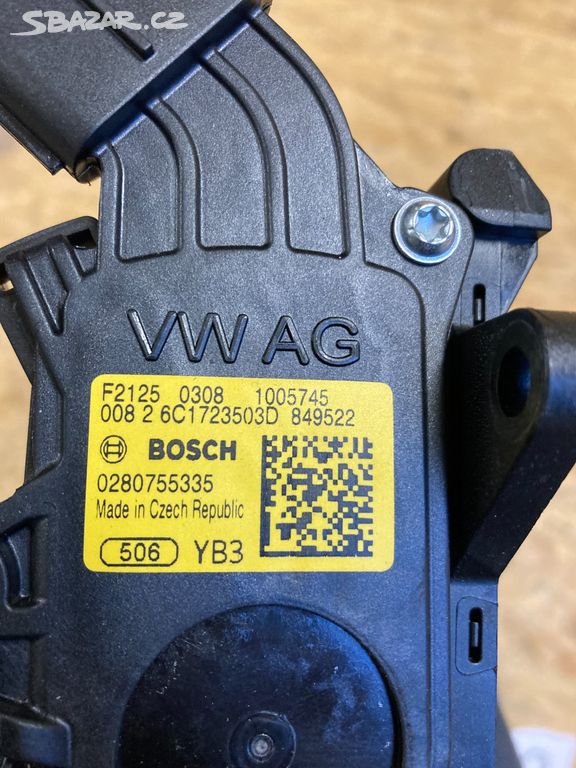 SBAZAR.CZ
VW AG
F2125 0308 1005745
008 2 6C1723503D 849522
BOSCH
0280755335
Made in Czech Republic
506 YB3